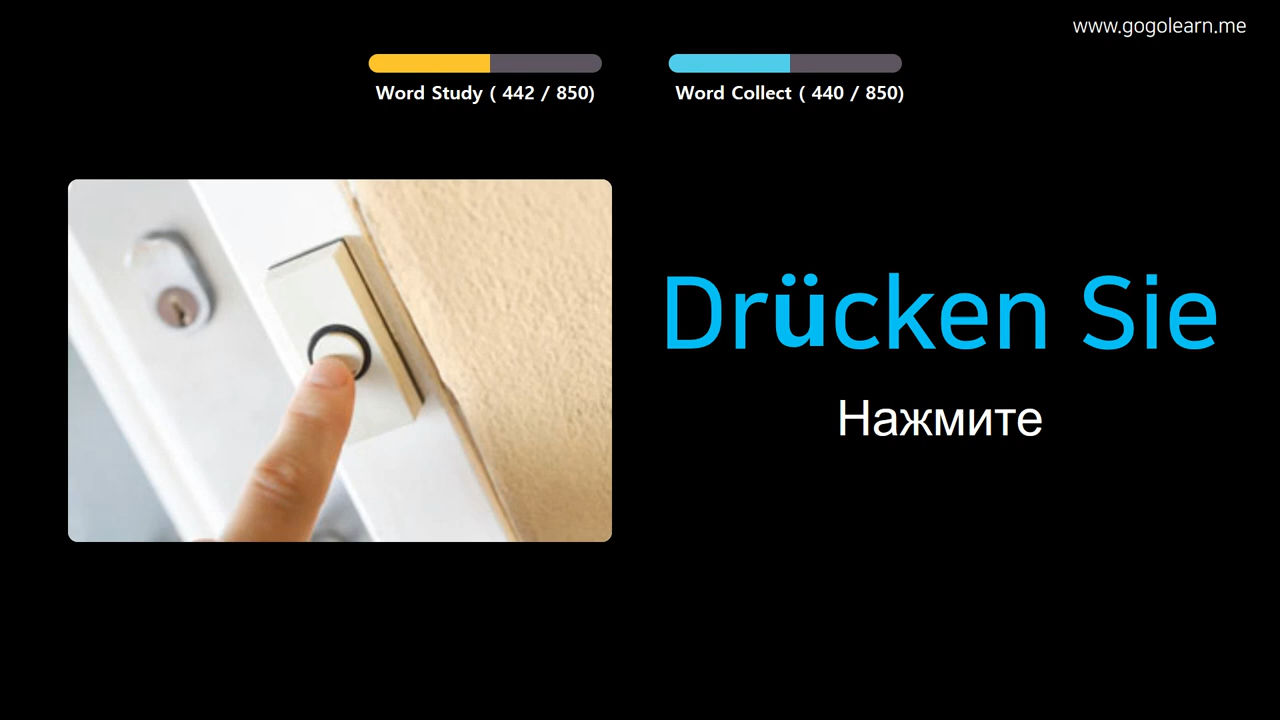 www.gogolearn.me
Word Study ( 442 / 850)
Word Collect ( 440 / 850)
Drücken Sie
Нажмите